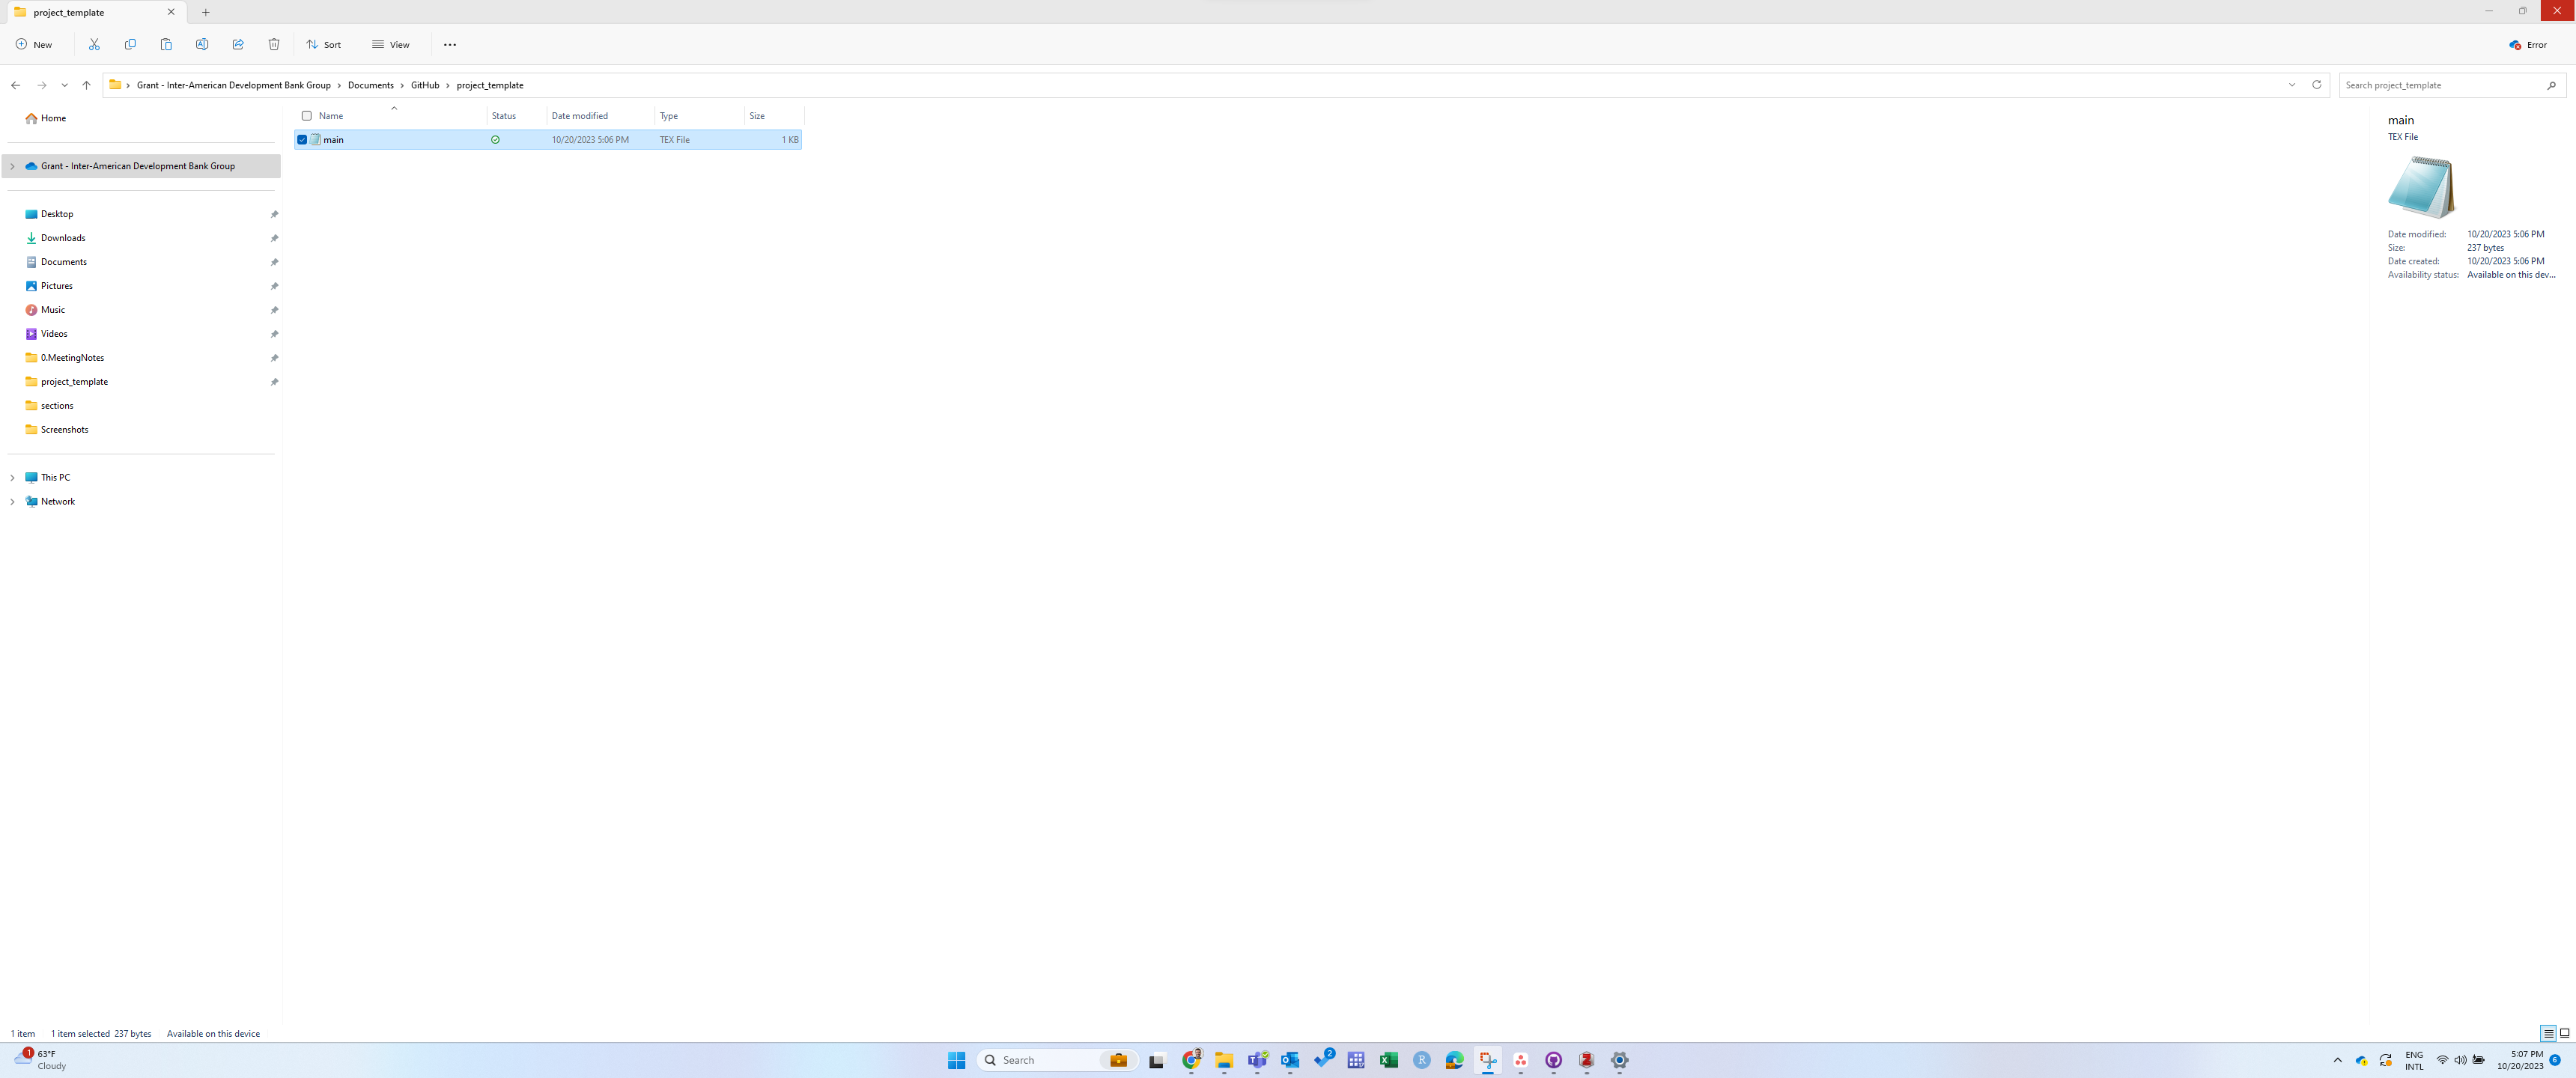 project_template
New
Sort
View
Error
Grant - Inter-American Development Bank Group
Documents
GitHub
project_template
Search project_template
Home
Grant - Inter-American Development Bank Group
Desktop
Downloads
Documents
Pictures
Music
Videos
0.MeetingNotes
project_template
sections
Screenshots
This PC
Network
Name Status Date modified Type Size
main 10/20/2023 5:06 PM TEX File 1 KB
main
TEX File
Date modified: 10/20/2023 5:06 PM
Size: 237 bytes
Date created: 10/20/2023 5:06 PM
Availability status: Available on this dev...
1 item 1 item selected 237 bytes Available on this device
1
63°F
Cloudy
Search
2
R
Z
ENG
INTL
5:07 PM
10/20/2023
6